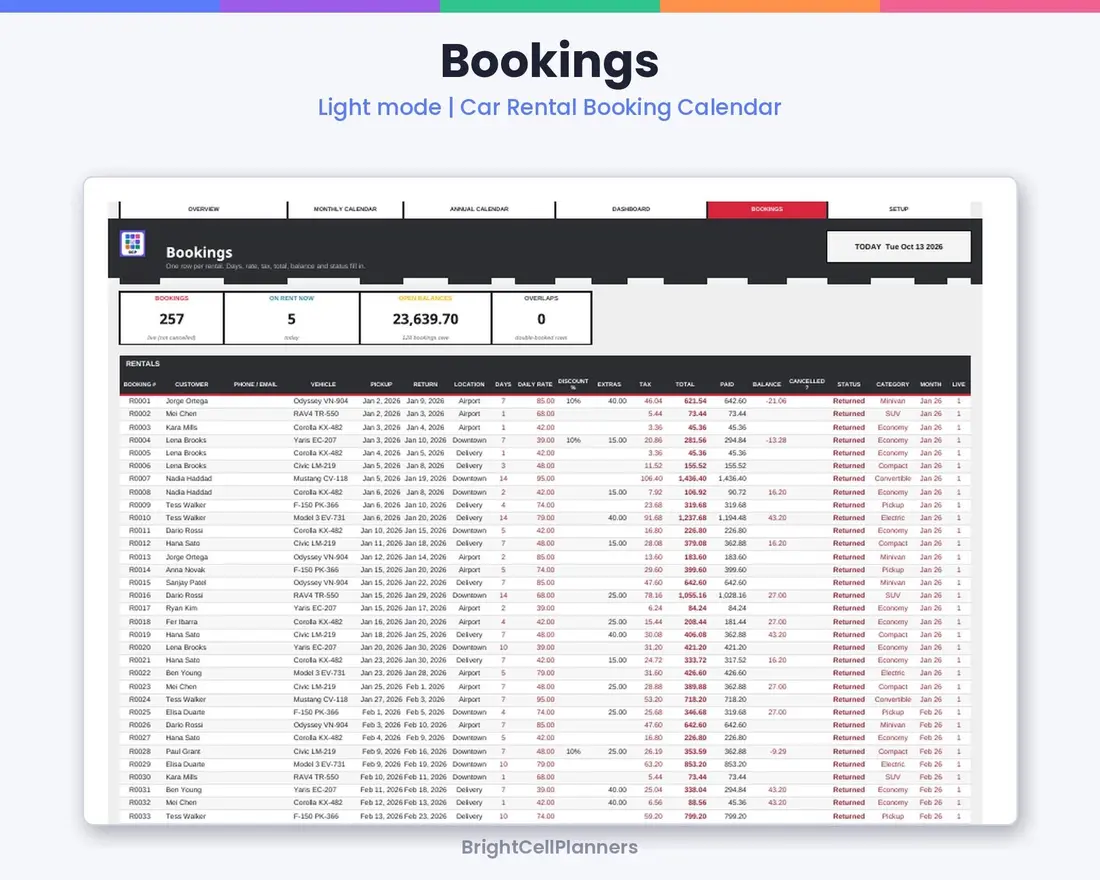 Bookings
Light mode | Car Rental Booking Calendar
OVERVIEW MONTHLY CALENDAR ANNUAL CALENDAR DASHBOARD BOOKINGS SETUP
Bookings
One row per rental. Days, rate, tax, total, balance and status fill in.
TODAY Tue Oct 13 2026
BOOKINGS ON RENT NOW OPEN BALANCES OVERLAPS
257 5 23,639.70 0
live (not cancelled) today 128 bookings owe double-booked rows
RENTALS
BOOKING # CUSTOMER PHONE / EMAIL VEHICLE PICKUP RETURN LOCATION DAYS DAILY RATE DISCOUNT % EXTRAS TAX TOTAL PAID BALANCE CANCELLED ? STATUS CATEGORY MONTH LIVE
R0001 Jorge Ortega Odyssey VN-904 Jan 2, 2026 Jan 9, 2026 Airport 7 85.00 10% 40.00 46.04 621.54 642.60 -21.06 Returned Minivan Jan 26 1
R0002 Mei Chen RAV4 TR-550 Jan 2, 2026 Jan 3, 2026 Airport 1 68.00 5.44 73.44 73.44 Returned SUV Jan 26 1
R0003 Kara Mills Corolla KX-482 Jan 3, 2026 Jan 4, 2026 Airport 1 42.00 3.36 45.36 45.36 Returned Economy Jan 26 1
R0004 Lena Brooks Yaris EC-207 Jan 3, 2026 Jan 10, 2026 Downtown 7 39.00 10% 15.00 20.86 281.56 294.84 -13.28 Returned Economy Jan 26 1
R0005 Lena Brooks Corolla KX-482 Jan 4, 2026 Jan 5, 2026 Delivery 1 42.00 3.36 45.36 45.36 Returned Economy Jan 26 1
R0006 Lena Brooks Civic LM-219 Jan 5, 2026 Jan 8, 2026 Delivery 3 48.00 11.52 155.52 155.52 Returned Compact Jan 26 1
R0007 Nadia Haddad Mustang CV-118 Jan 5, 2026 Jan 19, 2026 Downtown 14 95.00 106.40 1,436.40 1,436.40 Returned Convertible Jan 26 1
R0008 Nadia Haddad Corolla KX-482 Jan 6, 2026 Jan 8, 2026 Downtown 2 42.00 15.00 7.92 106.92 90.72 16.20 Returned Economy Jan 26 1
R0009 Tess Walker F-150 PK-366 Jan 6, 2026 Jan 10, 2026 Delivery 4 74.00 23.68 319.68 319.68 Returned Pickup Jan 26 1
R0010 Tess Walker Model 3 EV-731 Jan 6, 2026 Jan 20, 2026 Delivery 14 79.00 40.00 91.68 1,237.68 1,194.48 43.20 Returned Electric Jan 26 1
R0011 Dario Rossi Corolla KX-482 Jan 10, 2026 Jan 15, 2026 Downtown 5 42.00 16.80 226.80 226.80 Returned Economy Jan 26 1
R0012 Hana Sato Civic LM-219 Jan 11, 2026 Jan 18, 2026 Delivery 7 48.00 15.00 28.08 379.08 362.88 16.20 Returned Compact Jan 26 1
R0013 Jorge Ortega Odyssey VN-904 Jan 12, 2026 Jan 14, 2026 Airport 2 85.00 13.60 183.60 183.60 Returned Minivan Jan 26 1
R0014 Anna Novak F-150 PK-366 Jan 15, 2026 Jan 20, 2026 Airport 5 74.00 29.60 399.60 399.60 Returned Pickup Jan 26 1
R0015 Sanjay Patel Odyssey VN-904 Jan 15, 2026 Jan 22, 2026 Delivery 7 85.00 47.60 642.60 642.60 Returned Minivan Jan 26 1
R0016 Dario Rossi RAV4 TR-550 Jan 15, 2026 Jan 29, 2026 Downtown 14 68.00 25.00 78.16 1,055.16 1,028.16 27.00 Returned SUV Jan 26 1
R0017 Ryan Kim Yaris EC-207 Jan 15, 2026 Jan 17, 2026 Airport 2 39.00 6.24 84.24 84.24 Returned Economy Jan 26 1
R0018 Fer Ibarra Corolla KX-482 Jan 16, 2026 Jan 20, 2026 Airport 4 42.00 25.00 15.44 208.44 181.44 27.00 Returned Economy Jan 26 1
R0019 Hana Sato Civic LM-219 Jan 18, 2026 Jan 25, 2026 Delivery 7 48.00 40.00 30.08 406.08 362.88 43.20 Returned Compact Jan 26 1
R0020 Lena Brooks Yaris EC-207 Jan 20, 2026 Jan 30, 2026 Downtown 10 39.00 31.20 421.20 421.20 Returned Economy Jan 26 1
R0021 Hana Sato Corolla KX-482 Jan 23, 2026 Jan 30, 2026 Delivery 7 42.00 15.00 24.72 333.72 317.52 16.20 Returned Economy Jan 26 1
R0022 Ben Young Model 3 EV-731 Jan 23, 2026 Jan 28, 2026 Airport 5 79.00 31.60 426.60 426.60 Returned Electric Jan 26 1
R0023 Mei Chen Civic LM-219 Jan 25, 2026 Feb 1, 2026 Airport 7 48.00 25.00 28.88 389.88 362.88 27.00 Returned Compact Jan 26 1
R0024 Tess Walker Mustang CV-118 Jan 27, 2026 Feb 3, 2026 Airport 7 95.00 53.20 718.20 718.20 Returned Convertible Jan 26 1
R0025 Elisa Duarte F-150 PK-366 Feb 1, 2026 Feb 5, 2026 Downtown 4 74.00 25.00 25.68 346.68 319.68 27.00 Returned Pickup Feb 26 1
R0026 Dario Rossi Odyssey VN-904 Feb 3, 2026 Feb 10, 2026 Airport 7 85.00 47.60 642.60 642.60 Returned Minivan Feb 26 1
R0027 Hana Sato Corolla KX-482 Feb 4, 2026 Feb 9, 2026 Downtown 5 42.00 16.80 226.80 226.80 Returned Economy Feb 26 1
R0028 Paul Grant Civic LM-219 Feb 9, 2026 Feb 16, 2026 Downtown 7 48.00 10% 25.00 26.19 353.59 362.88 -9.29 Returned Compact Feb 26 1
R0029 Elisa Duarte Model 3 EV-731 Feb 9, 2026 Feb 19, 2026 Downtown 10 79.00 63.20 853.20 853.20 Returned Electric Feb 26 1
R0030 Kara Mills RAV4 TR-550 Feb 10, 2026 Feb 11, 2026 Downtown 1 68.00 5.44 73.44 73.44 Returned SUV Feb 26 1
R0031 Ben Young Yaris EC-207 Feb 11, 2026 Feb 18, 2026 Delivery 7 39.00 40.00 25.04 338.04 294.84 43.20 Returned Economy Feb 26 1
R0032 Mei Chen Corolla KX-482 Feb 12, 2026 Feb 13, 2026 Delivery 1 42.00 40.00 6.56 88.56 45.36 43.20 Returned Economy Feb 26 1
R0033 Tess Walker F-150 PK-366 Feb 13, 2026 Feb 23, 2026 Delivery 10 74.00 59.20 799.20 799.20 Returned Pickup Feb 26 1
BrightCellPlanners